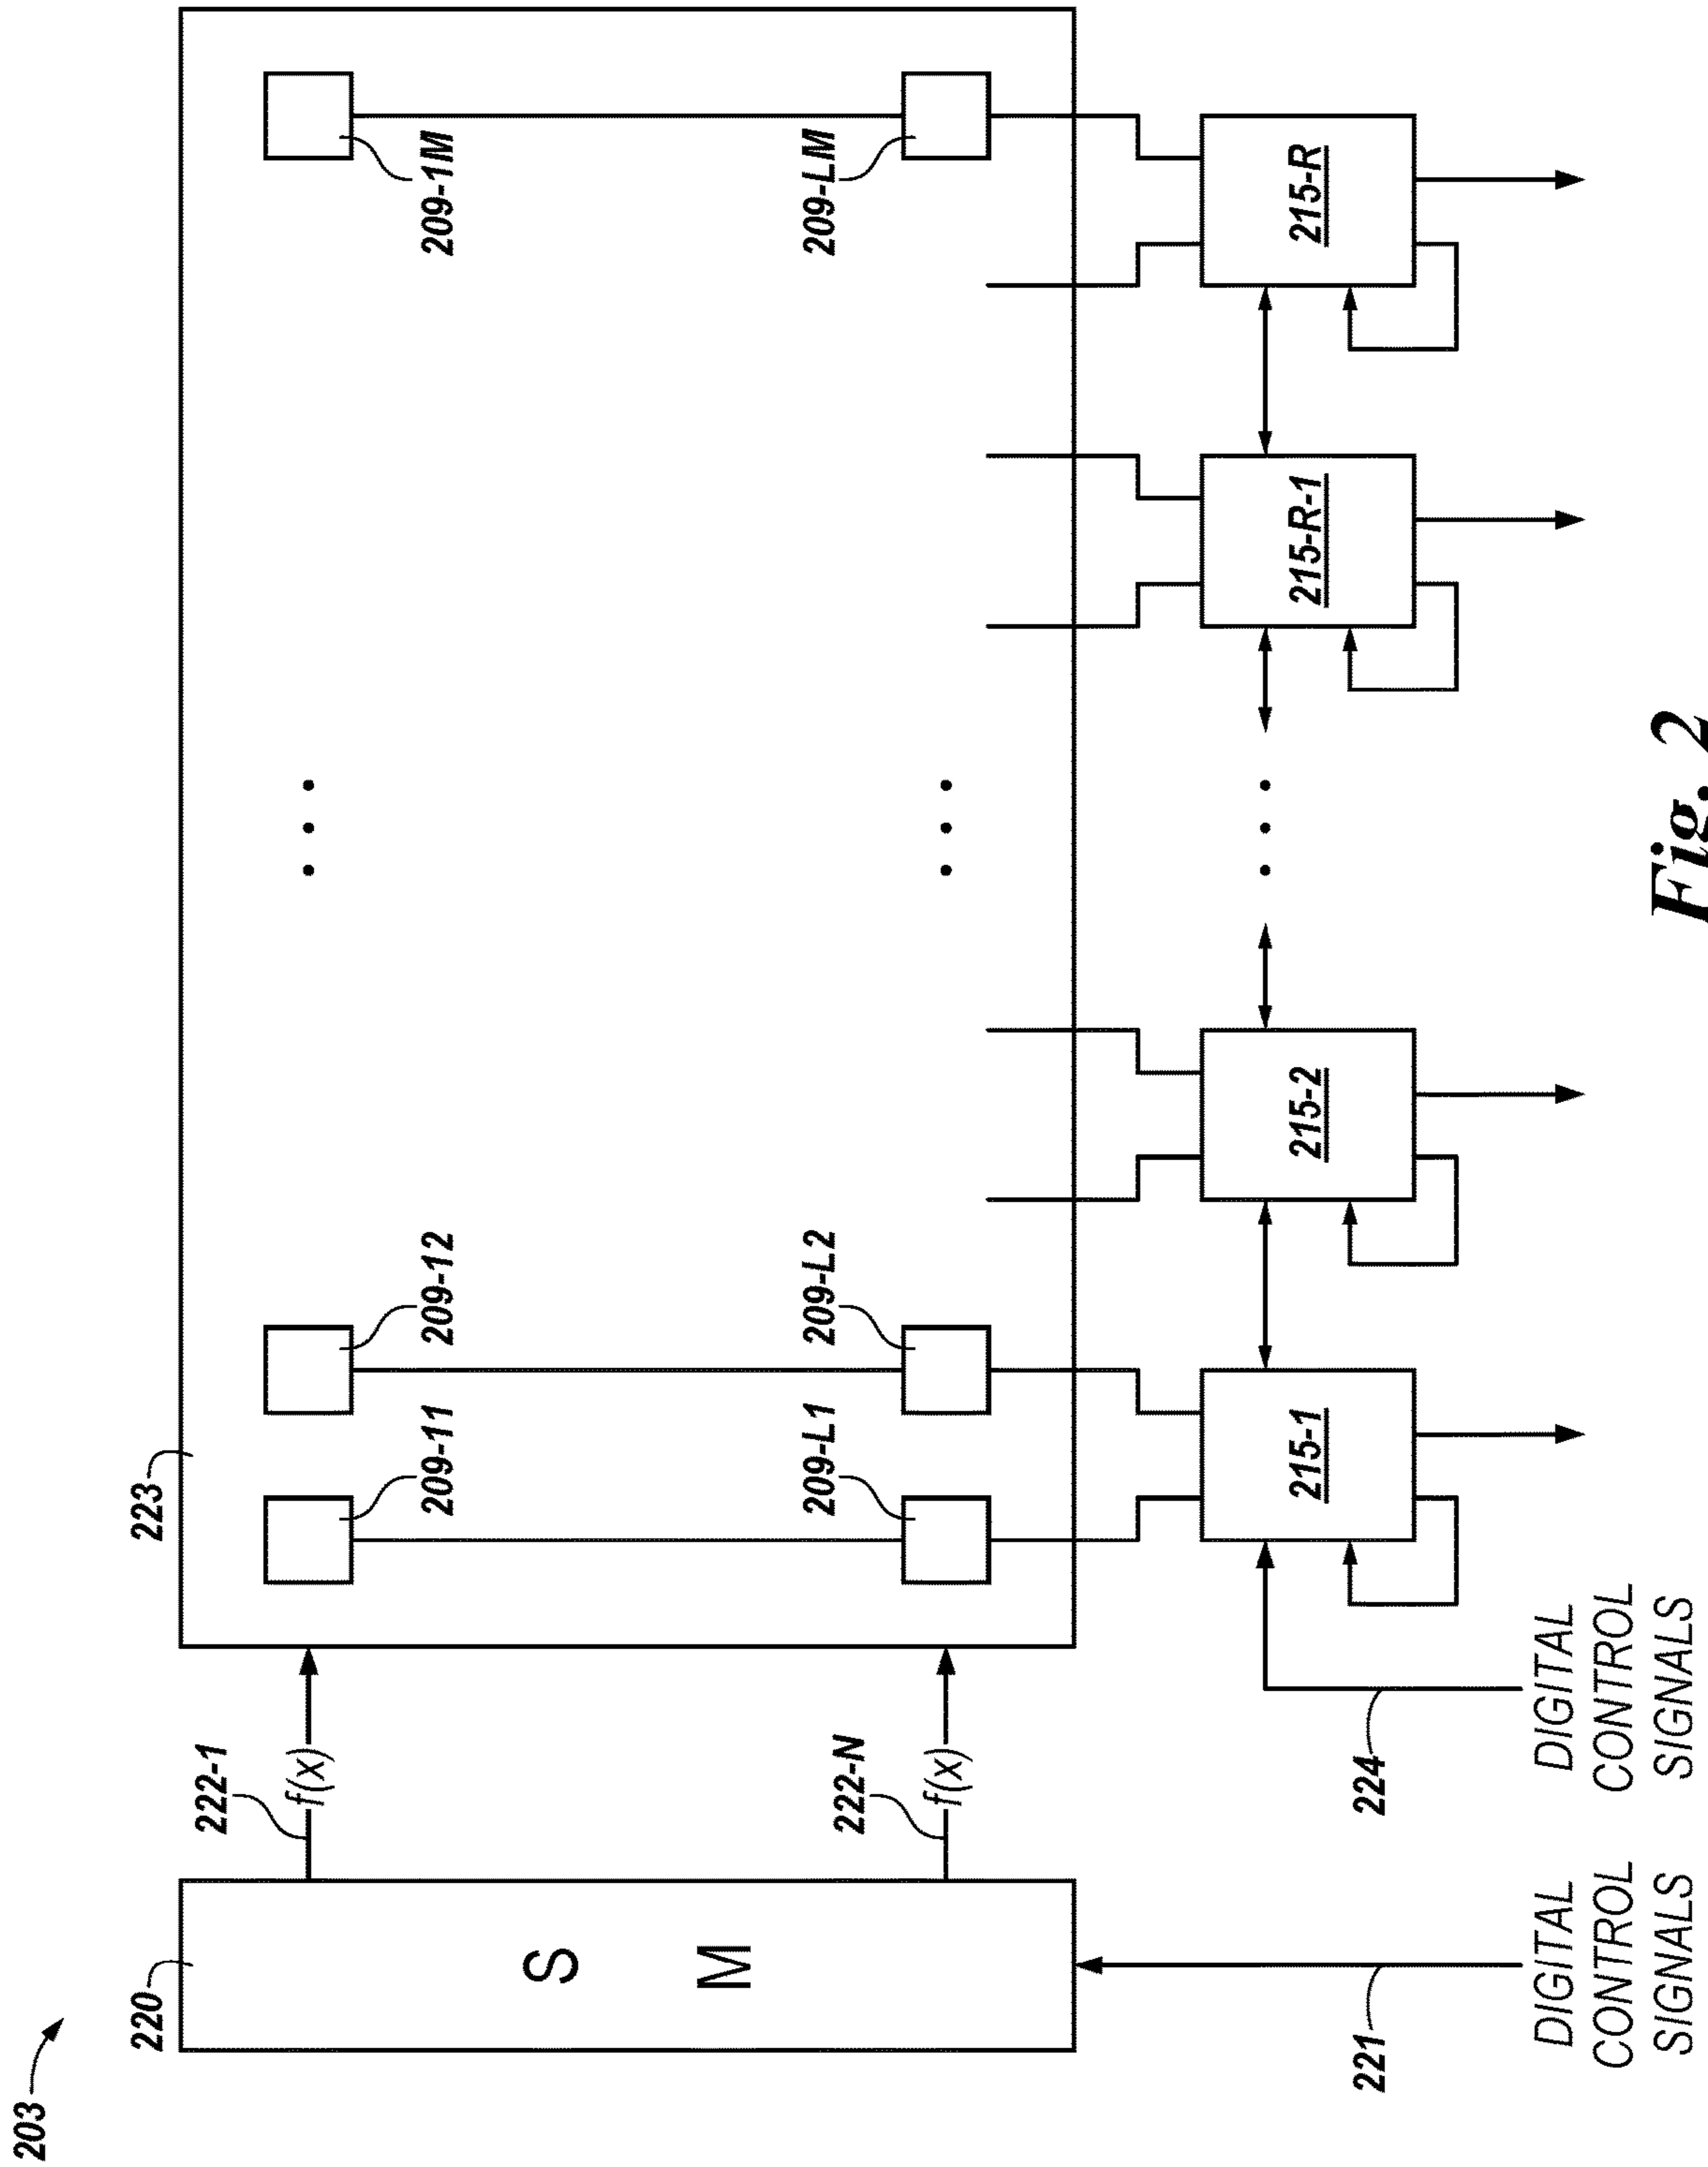 203
220
S
M
221
DIGITAL
CONTROL
SIGNALS
222-1
f(x)
222-N
f(x)
224
DIGITAL
CONTROL
SIGNALS
223
209-11
209-12
209-1M
209-L1
209-L2
209-LM
215-1
215-2
215-R-1
215-R
Fig. 2